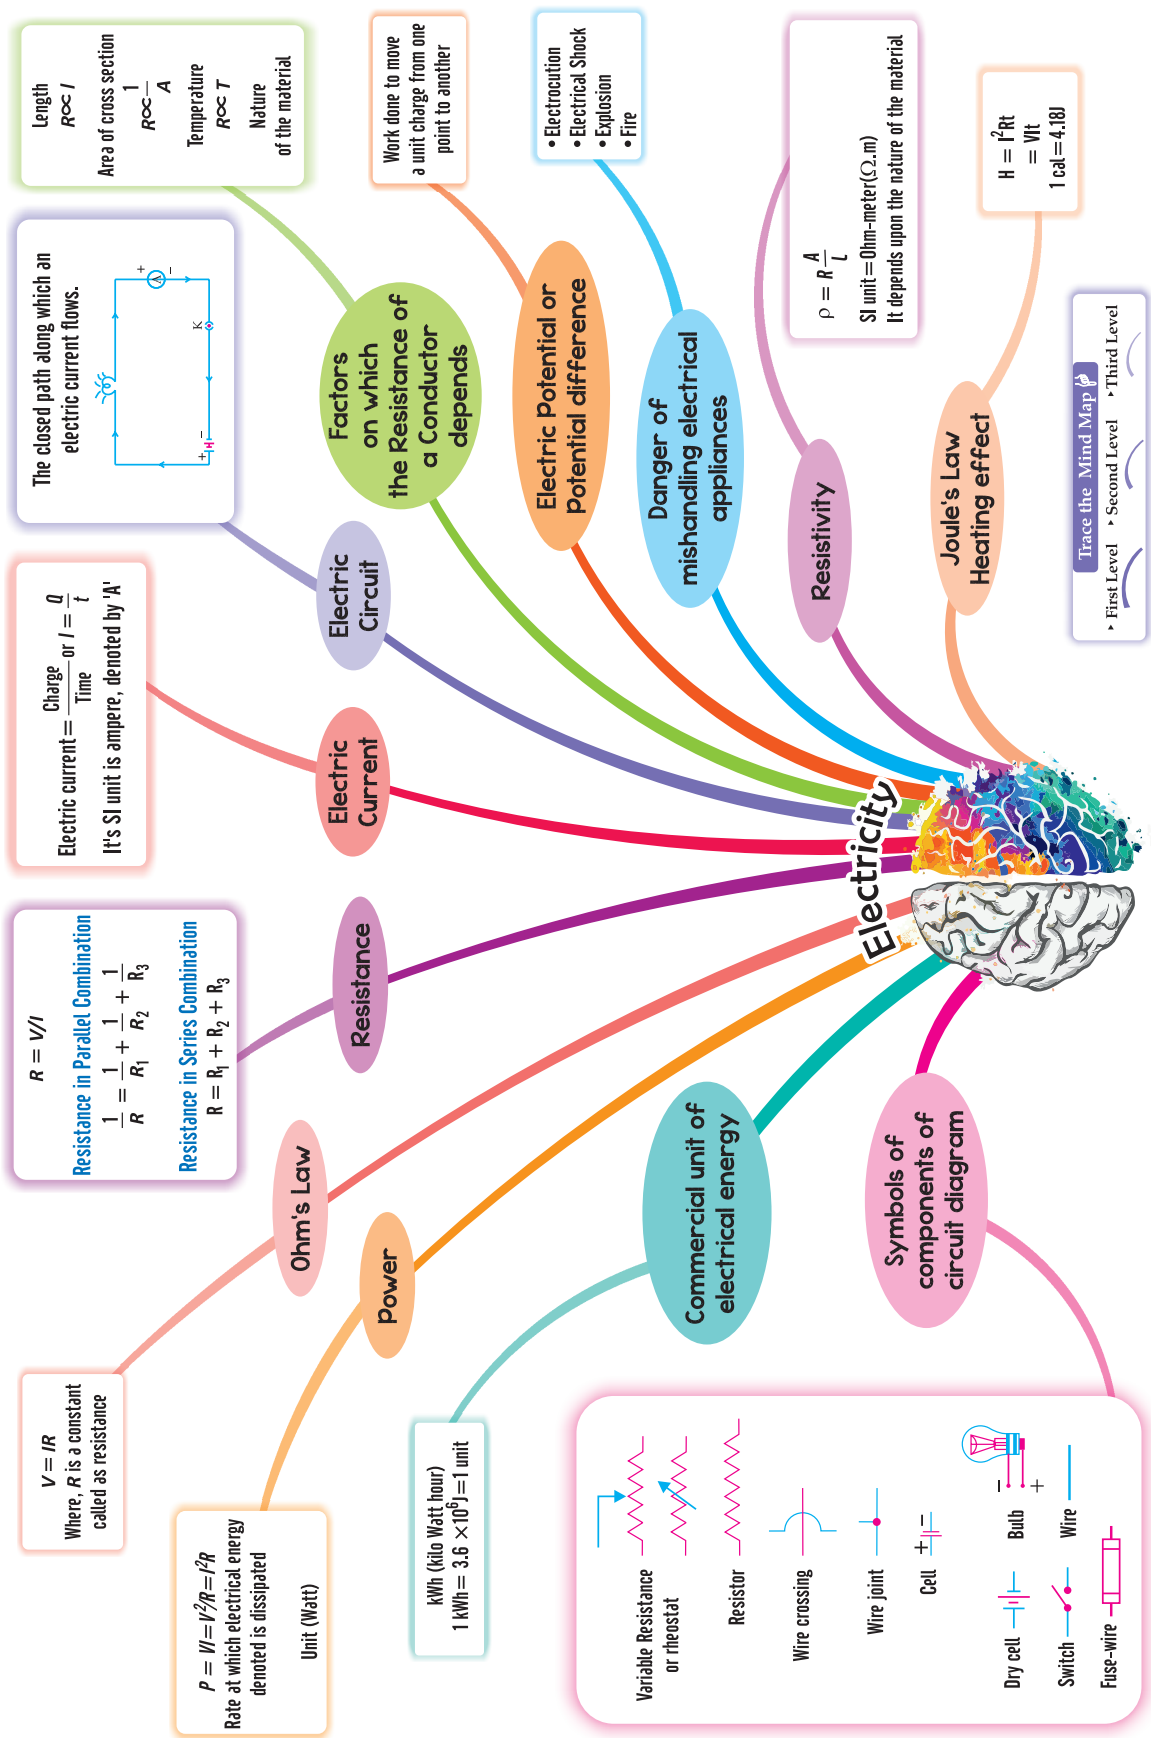 Electricity
Symbols of
components of
circuit diagram
Variable Resistance
or rheostat
Resistor
Wire crossing
Wire joint
Cell
+ −
Dry cell
Bulb
− +
Switch
Wire
Fuse-wire
Commercial unit of
electrical energy
kWh (kilo Watt hour)
1 kWh= 3.6 ×10⁶J=1 unit
Power
P = VI=V²/R=I²R
Rate at which electrical energy
denoted is dissipated
Unit (Watt)
Ohm's Law
V = IR
Where, R is a constant
called as resistance
Resistance
R = V/I
Resistance in Parallel Combination
1/R = 1/R₁ + 1/R₂ + 1/R₃
Resistance in Series Combination
R = R₁ + R₂ + R₃
Electric
Current
Electric current = Charge/Time or I = Q/t
It's SI unit is ampere, denoted by 'A'
Electric
Circuit
The closed path along which an
electric current flows.
+ −
A
K
+ −
Factors
on which
the Resistance of
a Conductor
depends
Length
R∝ l
Area of cross section
R∝ 1/A
Temperature
R∝ T
Nature
of the material
Electric Potential or
Potential difference
Work done to move
a unit charge from one
point to another
Danger of
mishandling electrical
appliances
• Electrocution
• Electrical Shock
• Explosion
• Fire
Resistivity
ρ = R A/l
SI unit=Ohm-meter(Ω.m)
It depends upon the nature of the material
Joule's Law
Heating effect
H = I²Rt
= VIt
1 cal=4.18J
Trace the Mind Map
▸ First Level ▸ Second Level ▸ Third Level